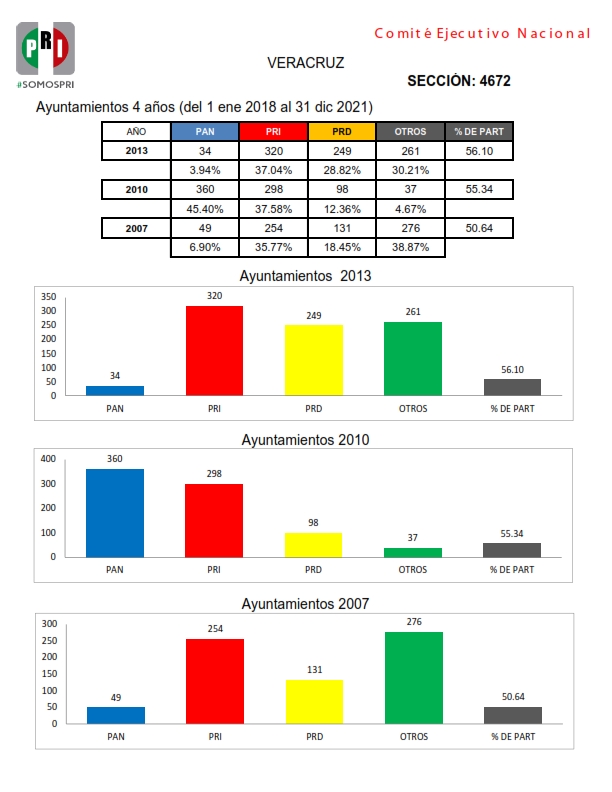 Comité Ejecutivo Nacional
PRI
#SOMOSPRI
VERACRUZ
SECCIÓN: 4672
Ayuntamientos 4 años (del 1 ene 2018 al 31 dic 2021)
AÑO PAN PRI PRD OTROS % DE PART
2013 34 320 249 261 56.10
3.94% 37.04% 28.82% 30.21%
2010 360 298 98 37 55.34
45.40% 37.58% 12.36% 4.67%
2007 49 254 131 276 50.64
6.90% 35.77% 18.45% 38.87%
Ayuntamientos 2013
350
300
250
200
150
100
50
0
34
320
249
261
56.10
PAN PRI PRD OTROS % DE PART
Ayuntamientos 2010
400
300
200
100
0
360
298
98
37
55.34
PAN PRI PRD OTROS % DE PART
Ayuntamientos 2007
300
250
200
150
100
50
0
49
254
131
276
50.64
PAN PRI PRD OTROS % DE PART